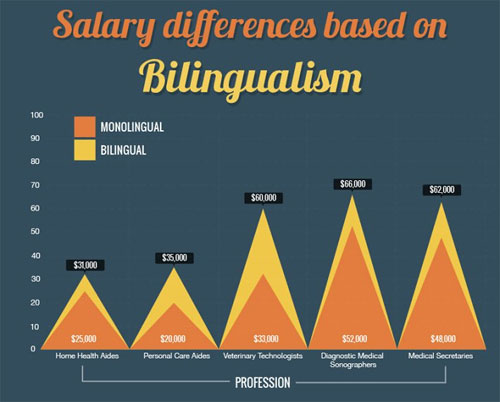 Salary differences based on
Bilingualism
100
90
80
70
60
50
40
30
20
10
0
MONOLINGUAL
BILINGUAL
$31,000
$35,000
$60,000
$66,000
$62,000
$25,000
$20,000
$33,000
$52,000
$48,000
Home Health Aides
Personal Care Aides
Veterinary Technologists
Diagnostic Medical
Sonographers
Medical Secretaries
PROFESSION